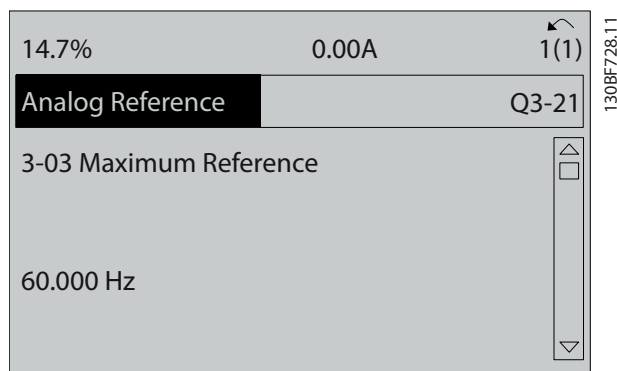 14.7% 0.00A 1(1)
Analog Reference Q3-21
3-03 Maximum Reference
60.000 Hz
130BF728.11